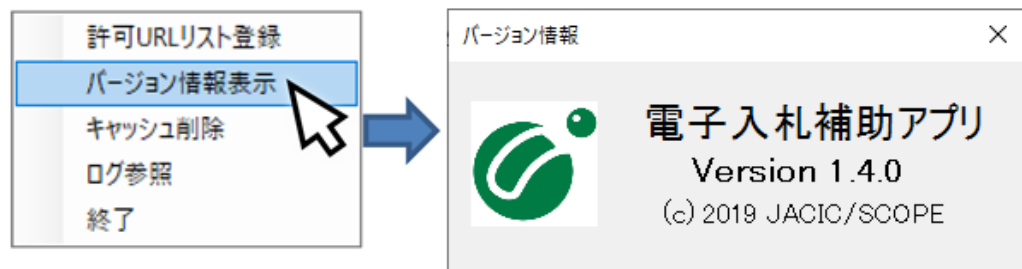 許可URLリスト登録
バージョン情報表示
キャッシュ削除
ログ参照
終了
バージョン情報
電子入札補助アプリ
Version 1.4.0
(c) 2019 JACIC/SCOPE